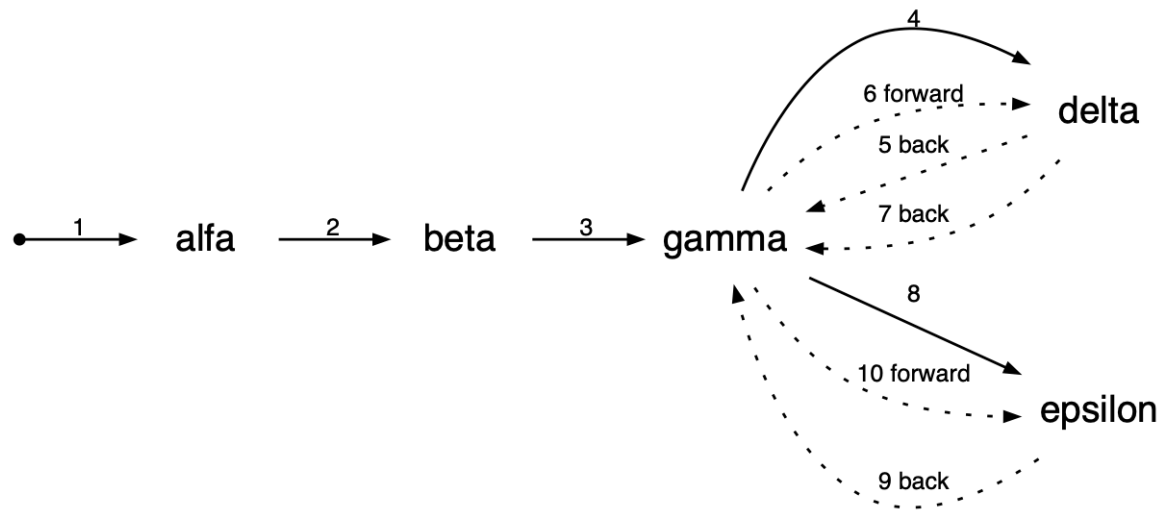 4
6 forward
delta
5 back
7 back
1
alfa
2
beta
3
gamma
8
10 forward
epsilon
9 back